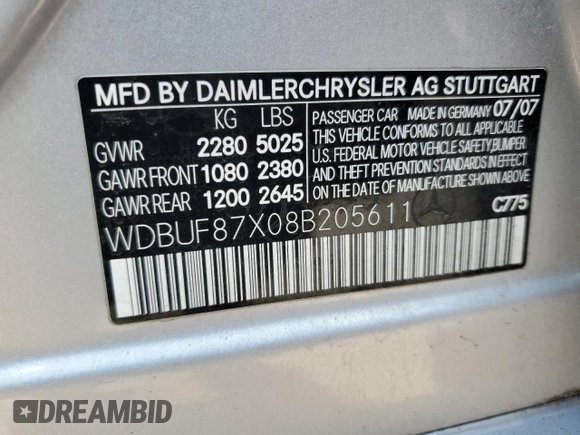 MFD BY DAIMLERCHRYSLER AG STUTTGART
KG LBS
GVWR 2280 5025
GAWR FRONT 1080 2380
GAWR REAR 1200 2645
PASSENGER CAR MADE IN GERMANY 07/07
THIS VEHICLE CONFORMS TO ALL APPLICABLE
U.S. FEDERAL MOTOR VEHICLE SAFETY,BUMPER
AND THEFT PREVENTION STANDARDS IN EFFECT
ON THE DATE OF MANUFACTURE SHOWN ABOVE.
C775
WDBUF87X08B205611
DREAMBID